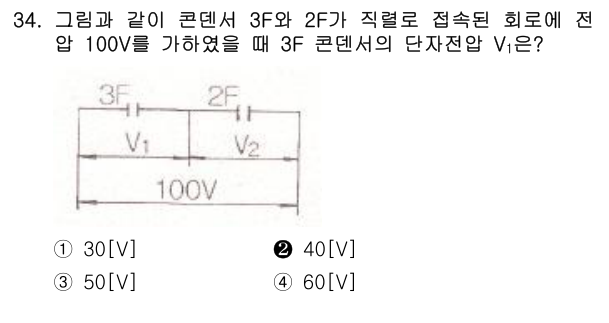 34. 그림과 같이 콘덴서 3F와 2F가 직렬로 접속된 회로에 전
압 100V를 가하였을 때 3F 콘덴서의 단자전압 V₁은?
3F 2F
V₁ V₂
100V
① 30[V] ❷ 40[V]
③ 50[V] ④ 60[V]